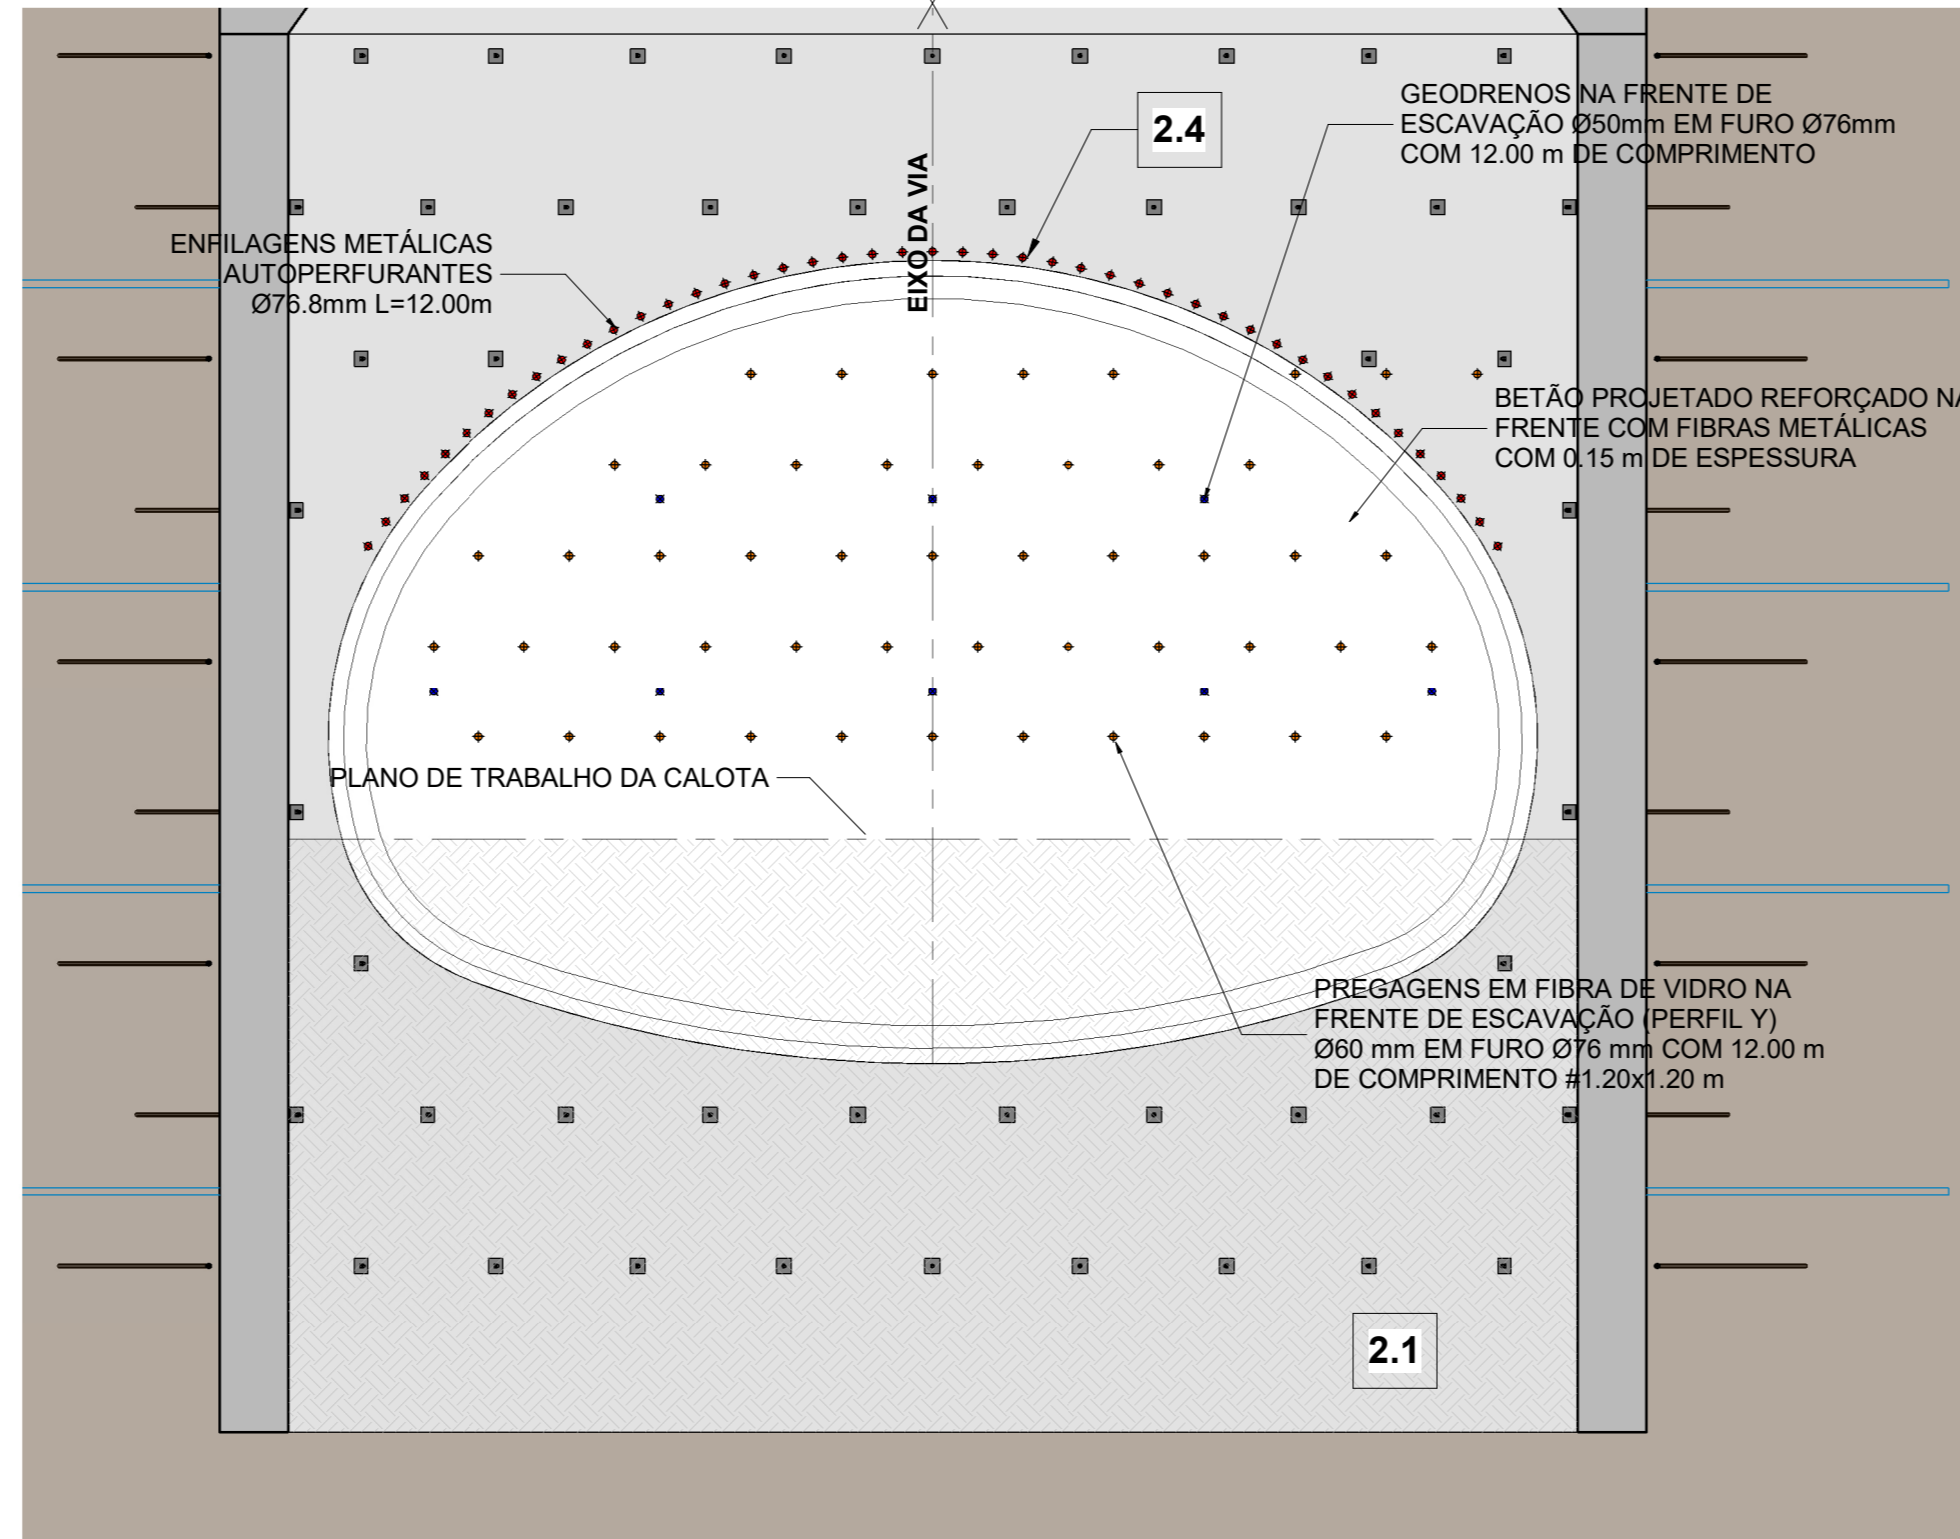 GEODRENOS NA FRENTE DE
ESCAVAÇÃO Ø50mm EM FURO Ø76mm
COM 12.00 m DE COMPRIMENTO
2.4
EIXO DA VIA
ENFILAGENS METÁLICAS
AUTOPERFURANTES
Ø76.8mm L=12.00m
BETÃO PROJETADO REFORÇADO NA
FRENTE COM FIBRAS METÁLICAS
COM 0.15 m DE ESPESSURA
PLANO DE TRABALHO DA CALOTA
PREGAGENS EM FIBRA DE VIDRO NA
FRENTE DE ESCAVAÇÃO (PERFIL Y)
Ø60 mm EM FURO Ø76 mm COM 12.00 m
DE COMPRIMENTO #1.20x1.20 m
2.1